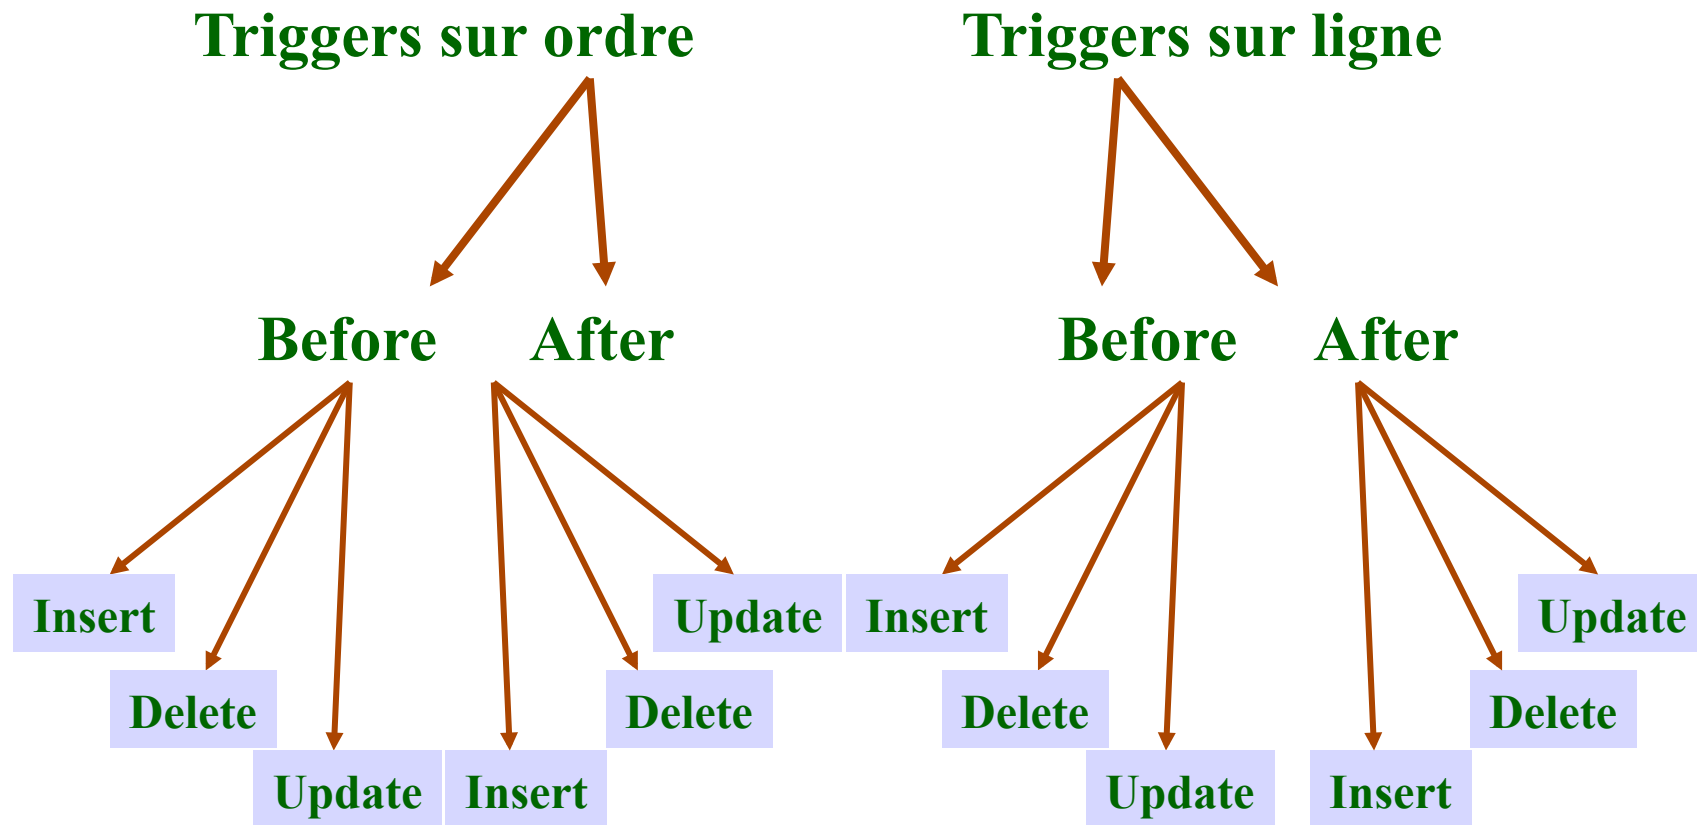 Triggers sur ordre
Triggers sur ligne
Before
After
Before
After
Insert
Update
Insert
Update
Delete
Delete
Delete
Delete
Update
Insert
Update
Insert